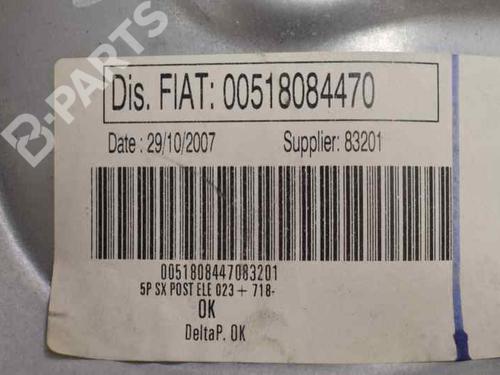 B-PARTS
Dis. FIAT: 00518084470
Date : 29/10/2007 Supplier: 83201
0051808447083201
5P SX POST ELE 023 + 718-
OK
DeltaP. OK